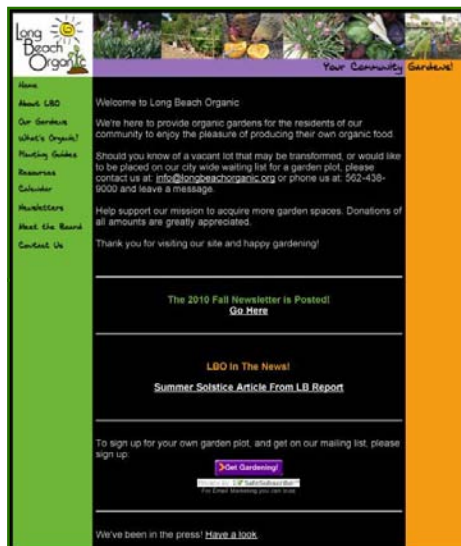 Long
Beach
Organic
Your Community Gardens!
Home
About LBO
Our Gardens
What's Organic?
Planting Guides
Resources
Calendar
Newsletters
Meet the Board
Contact Us
Welcome to Long Beach Organic
We're here to provide organic gardens for the residents of our
community to enjoy the pleasure of producing their own organic food.
Should you know of a vacant lot that may be transformed, or would like
to be placed on our city wide waiting list for a garden plot, please
contact us at: info@longbeachorganic.org or phone us at: 562-438-
9000 and leave a message.
Help support our mission to acquire more garden spaces. Donations of
all amounts are greatly appreciated.
Thank you for visiting our site and happy gardening!
The 2010 Fall Newsletter is Posted!
Go Here
LBO In The News!
Summer Solstice Article From LB Report
To sign up for your own garden plot, and get on our mailing list, please
sign up:
Get Gardening!
SafeSubscribe
For Email Marketing you can trust
We've been in the press! Have a look